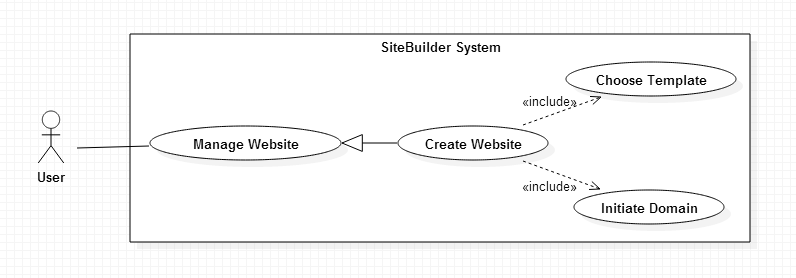 SiteBuilder System
Choose Template
«include»
User
Manage Website
Create Website
«include»
Initiate Domain